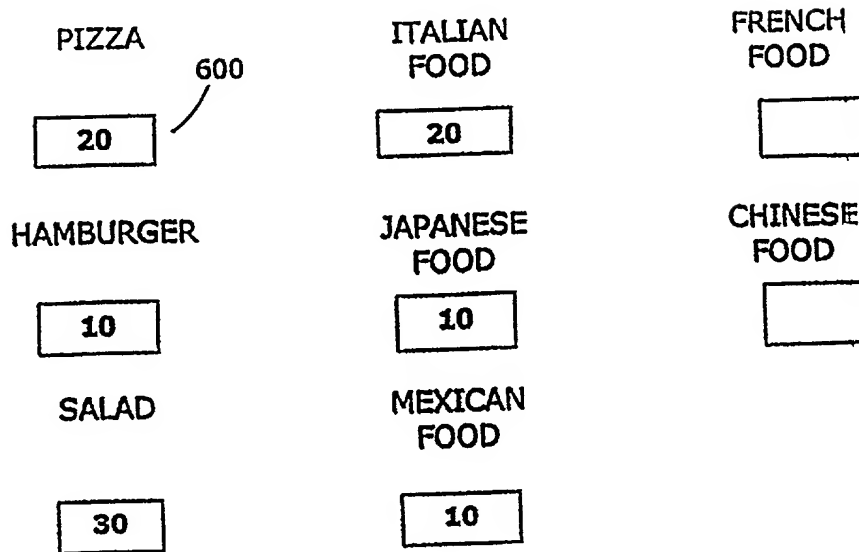 PIZZA
600
20
ITALIAN
FOOD
20
FRENCH
FOOD
HAMBURGER
10
JAPANESE
FOOD
10
CHINESE
FOOD
SALAD
30
MEXICAN
FOOD
10